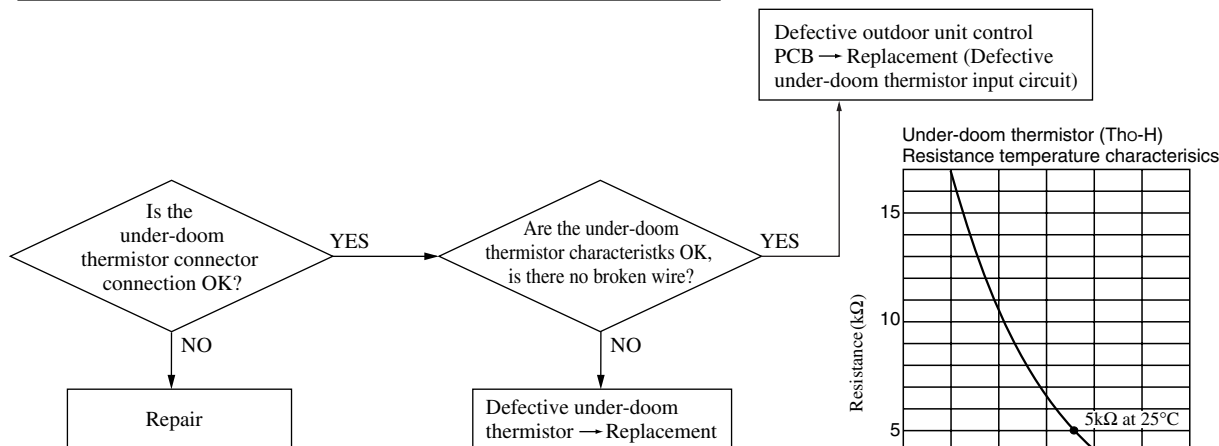 Defective outdoor unit control
PCB → Replacement (Defective
under-doom thermistor input circuit)
Under-doom thermistor (Tho-H)
Resistance temperature characterisics
Is the
under-doom
thermistor connector
connection OK?
YES
Are the under-doom
thermistor characteristks OK,
is there no broken wire?
YES
NO
NO
Repair
Defective under-doom
thermistor → Replacement
Resistance(kΩ)
15
10
5
5kΩ at 25°C